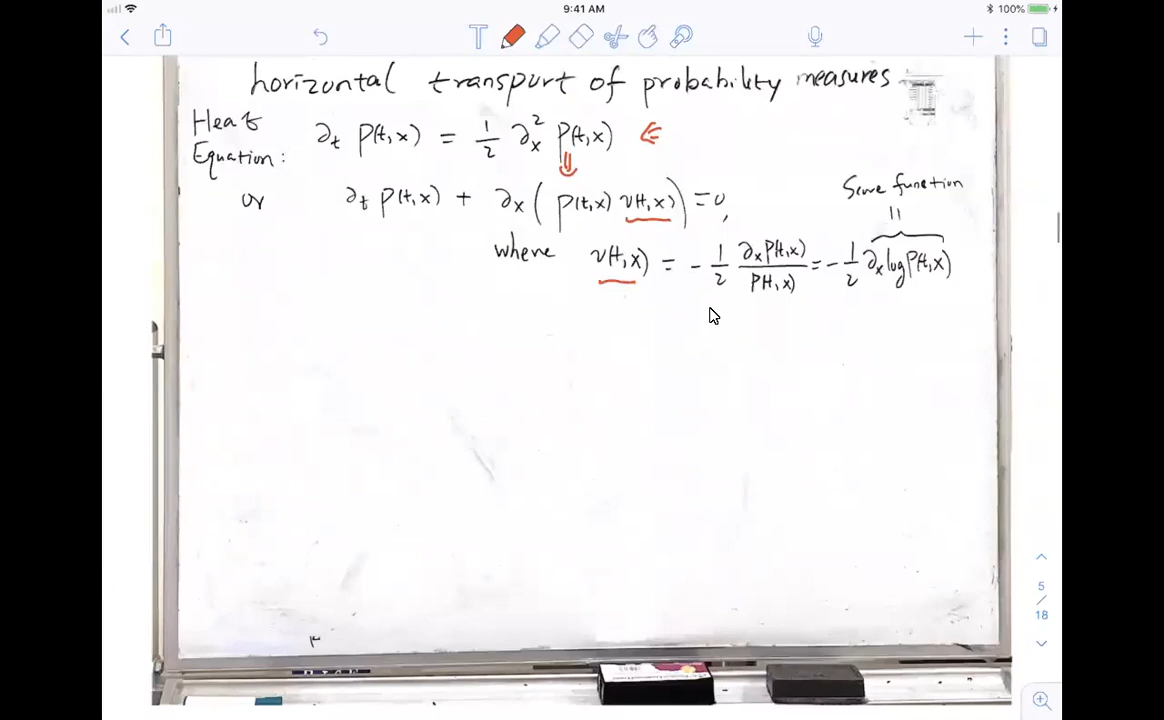 9:41 AM
100%
horizontal transport of probability measures
Heat Equation: ∂ₜ P(t,x) = 1/2 ∂ₓ² P(t,x)
or ∂ₜ P(t,x) + ∂ₓ( P(t,x) v(t,x) ) = 0,
Score function
where v(t,x) = - 1/2 ∂ₓP(t,x)/P(t,x) = - 1/2 ∂ₓ log P(t,x)
5
/
18